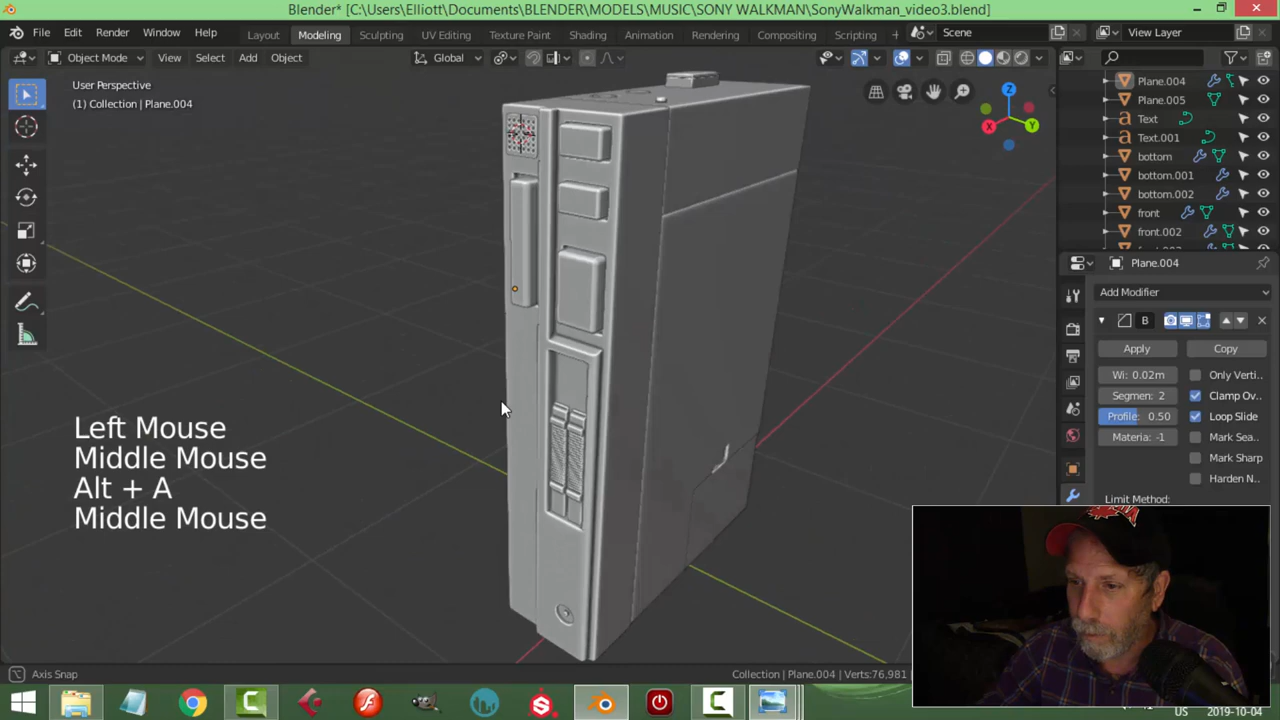 Blender* [C:\Users\Elliott\Documents\BLENDER\MODELS\MUSIC\SONY WALKMAN\SonyWalkman_video3.blend]
File Edit Render Window Help Layout Modeling Sculpting UV Editing Texture Paint Shading Animation Rendering Compositing Scripting Scene View Layer
Object Mode View Select Add Object Global
User Perspective
(1) Collection | Plane.004
Z
Y
X
Plane.004
Plane.005
Text
Text.001
bottom
bottom.001
bottom.002
front
front.002
Plane.004
Add Modifier
B
Apply Copy
Wi: 0.02m Only Verti..
Segmen: 2 Clamp Ov..
Profile: 0.50 Loop Slide
Materia: -1 Mark Sea..
Mark Sharp
Harden N..
Limit Method:
Left Mouse
Middle Mouse
Alt + A
Middle Mouse
Axis Snap Collection | Plane.004 | Verts:76,981
US 2019-10-04